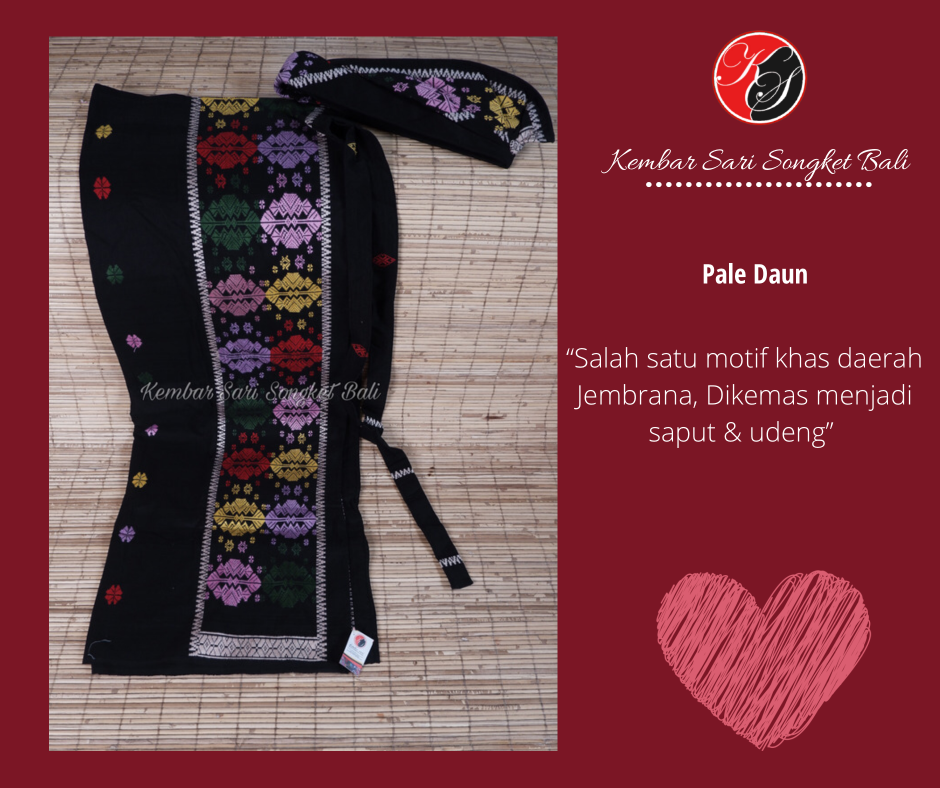 KS
Kembar Sari Songket Bali
Pale Daun
“Salah satu motif khas daerah
Jembrana, Dikemas menjadi
saput & udeng”
Kembar Sari Songket Bali